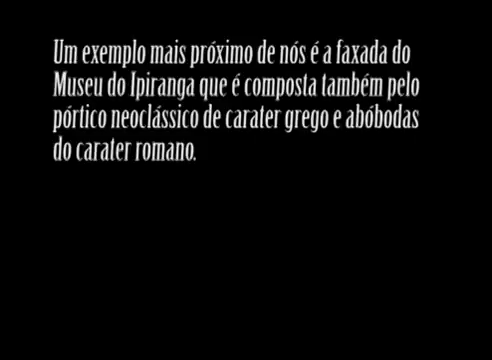 Um exemplo mais próximo de nós é a faxada do
Museu do Ipiranga que é composta também pelo
pórtico neoclássico de carater grego e abóbodas
do carater romano.